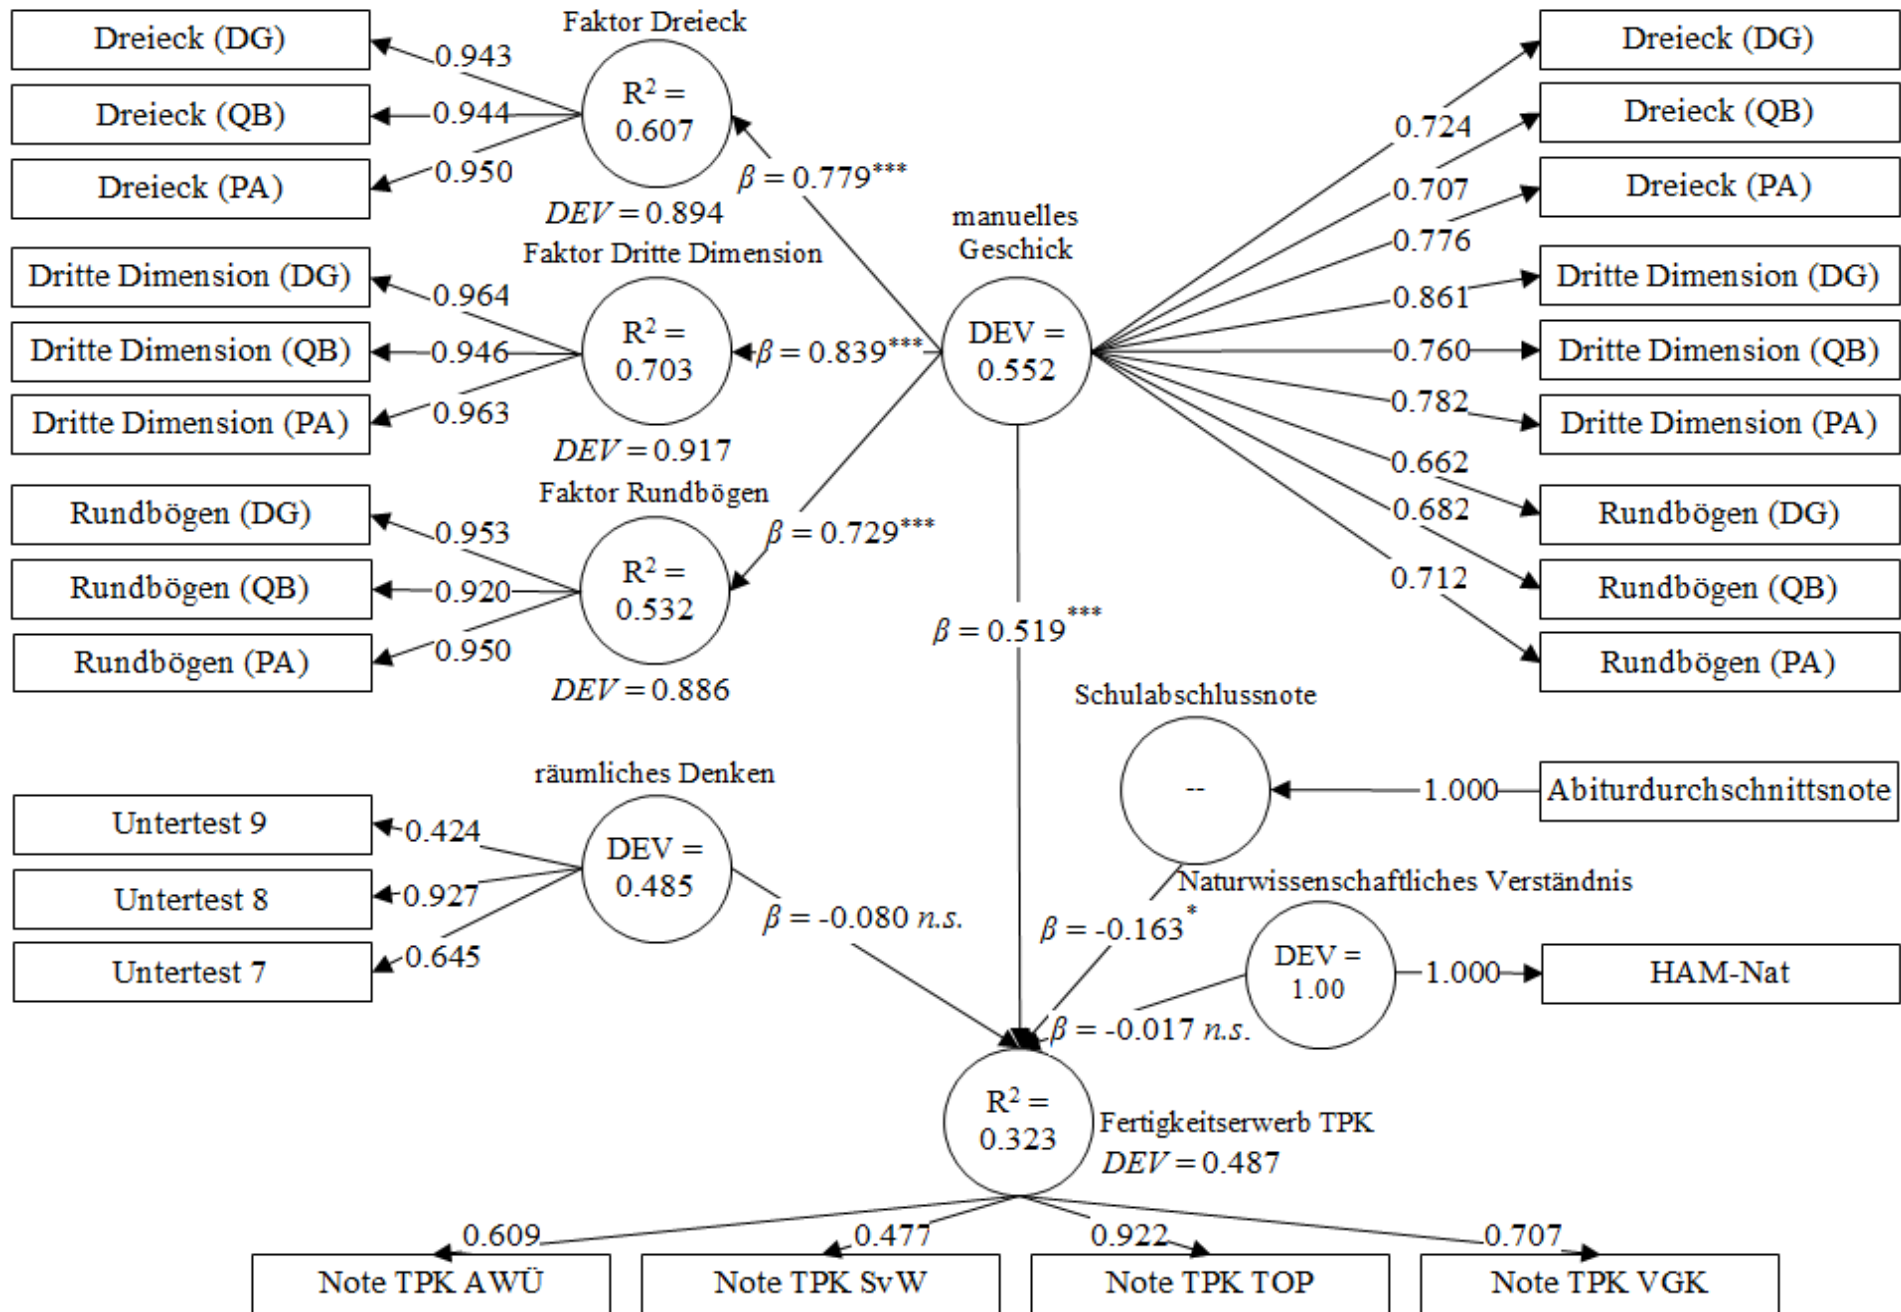 Faktor Dreieck
Dreieck (DG)
0.943
Dreieck (QB)
0.944
Dreieck (PA)
0.950
R² =
0.607
DEV = 0.894
β = 0.779***
Faktor Dritte Dimension
Dritte Dimension (DG)
0.964
Dritte Dimension (QB)
0.946
Dritte Dimension (PA)
0.963
R² =
0.703
DEV = 0.917
β = 0.839***
Faktor Rundbögen
Rundbögen (DG)
0.953
Rundbögen (QB)
0.920
Rundbögen (PA)
0.950
R² =
0.532
DEV = 0.886
β = 0.729***
manuelles
Geschick
DEV =
0.552
0.724
Dreieck (DG)
0.707
Dreieck (QB)
0.776
Dreieck (PA)
0.861
Dritte Dimension (DG)
0.760
Dritte Dimension (QB)
0.782
Dritte Dimension (PA)
0.662
Rundbögen (DG)
0.682
Rundbögen (QB)
0.712
Rundbögen (PA)
β = 0.519***
räumliches Denken
Untertest 9
0.424
Untertest 8
0.927
Untertest 7
0.645
DEV =
0.485
β = -0.080 n.s.
Schulabschlussnote
--
1.000
Abiturdurchschnittsnote
β = -0.163*
Naturwissenschaftliches Verständnis
DEV =
1.00
1.000
HAM-Nat
β = -0.017 n.s.
R² =
0.323
Fertigkeitserwerb TPK
DEV = 0.487
0.609
0.477
0.922
0.707
Note TPK AWÜ
Note TPK SvW
Note TPK TOP
Note TPK VGK